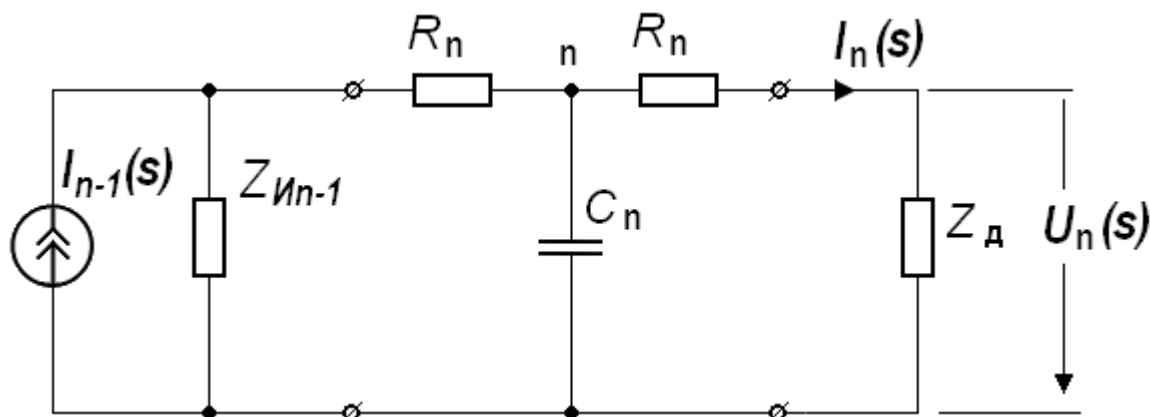 Rn
n
Rn
In(s)
In-1(s)
ZИn-1
Cn
Zд
Un(s)